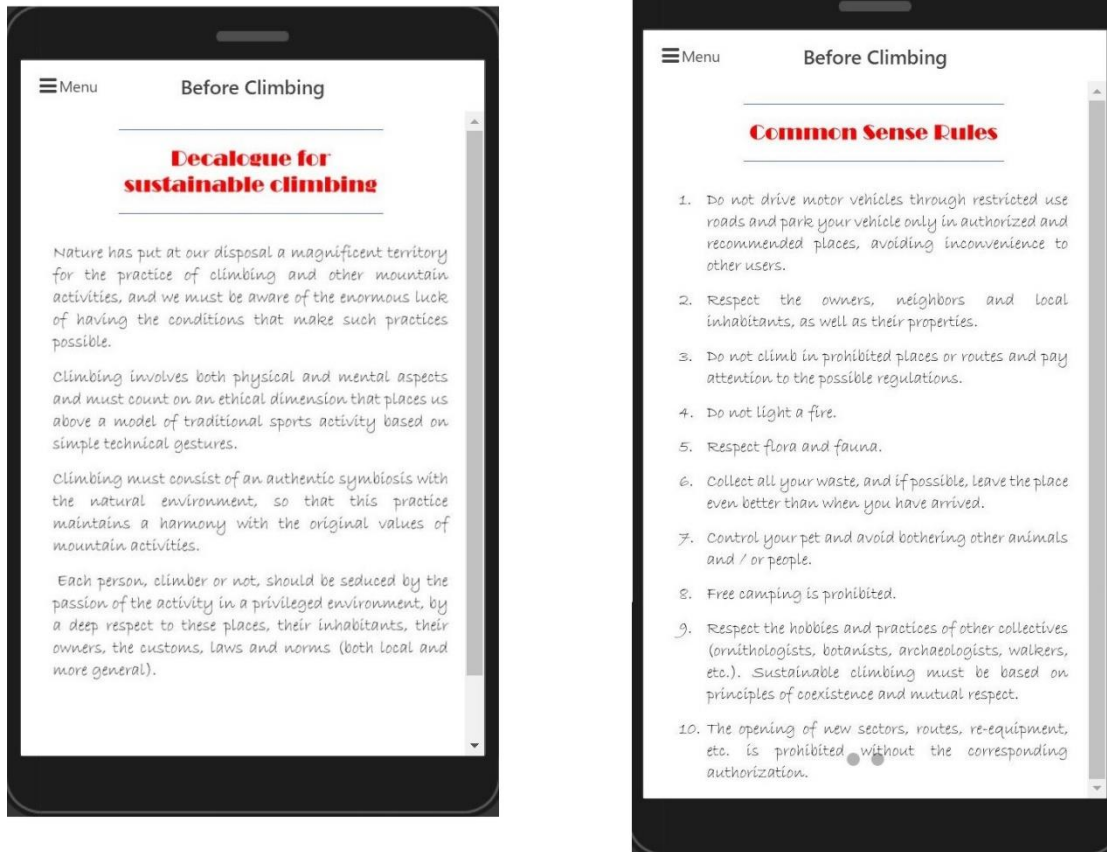 Menu
Before Climbing
Decalogue for
sustainable climbing
Nature has put at our disposal a magnificent territory
for the practice of climbing and other mountain
activities, and we must be aware of the enormous luck
of having the conditions that make such practices
possible.
Climbing involves both physical and mental aspects
and must count on an ethical dimension that places us
above a model of traditional sports activity based on
simple technical gestures.
Climbing must consist of an authentic symbiosis with
the natural environment, so that this practice
maintains a harmony with the original values of
mountain activities.
Each person, climber or not, should be seduced by the
passion of the activity in a privileged environment, by
a deep respect to these places, their inhabitants, their
owners, the customs, laws and norms (both local and
more general).
Menu
Before Climbing
Common Sense Rules
1. Do not drive motor vehicles through restricted use
roads and park your vehicle only in authorized and
recommended places, avoiding inconvenience to
other users.
2. Respect the owners, neighbors and local
inhabitants, as well as their properties.
3. Do not climb in prohibited places or routes and pay
attention to the possible regulations.
4. Do not light a fire.
5. Respect flora and fauna.
6. Collect all your waste, and if possible, leave the place
even better than when you have arrived.
7. Control your pet and avoid bothering other animals
and / or people.
8. Free camping is prohibited.
9. Respect the hobbies and practices of other collectives
(ornithologists, botanists, archaeologists, walkers,
etc.). Sustainable climbing must be based on
principles of coexistence and mutual respect.
10. The opening of new sectors, routes, re-equipment,
etc. is prohibited without the corresponding
authorization.